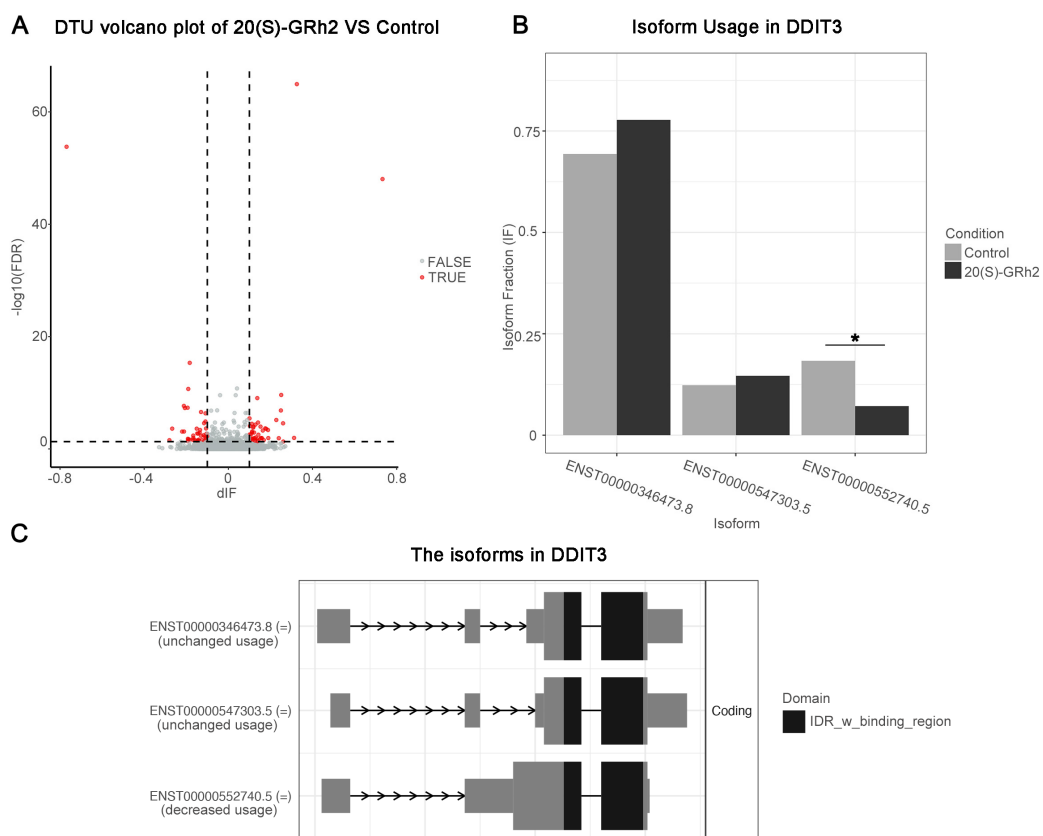 A
DTU volcano plot of 20(S)-GRh2 VS Control
60
40
20
0
-log10(FDR)
-0.8
-0.4
0
0.4
0.8
dIF
FALSE
TRUE
B
Isoform Usage in DDIT3
0.75
0.5
0.25
0
Isoform Fraction (IF)
*
ENST00000346473.8
ENST00000547303.5
ENST00000552740.5
Isoform
Condition
Control
20(S)-GRh2
C
The isoforms in DDIT3
ENST00000346473.8 (=)
(unchanged usage)
ENST00000547303.5 (=)
(unchanged usage)
ENST00000552740.5 (=)
(decreased usage)
Coding
Domain
IDR_w_binding_region